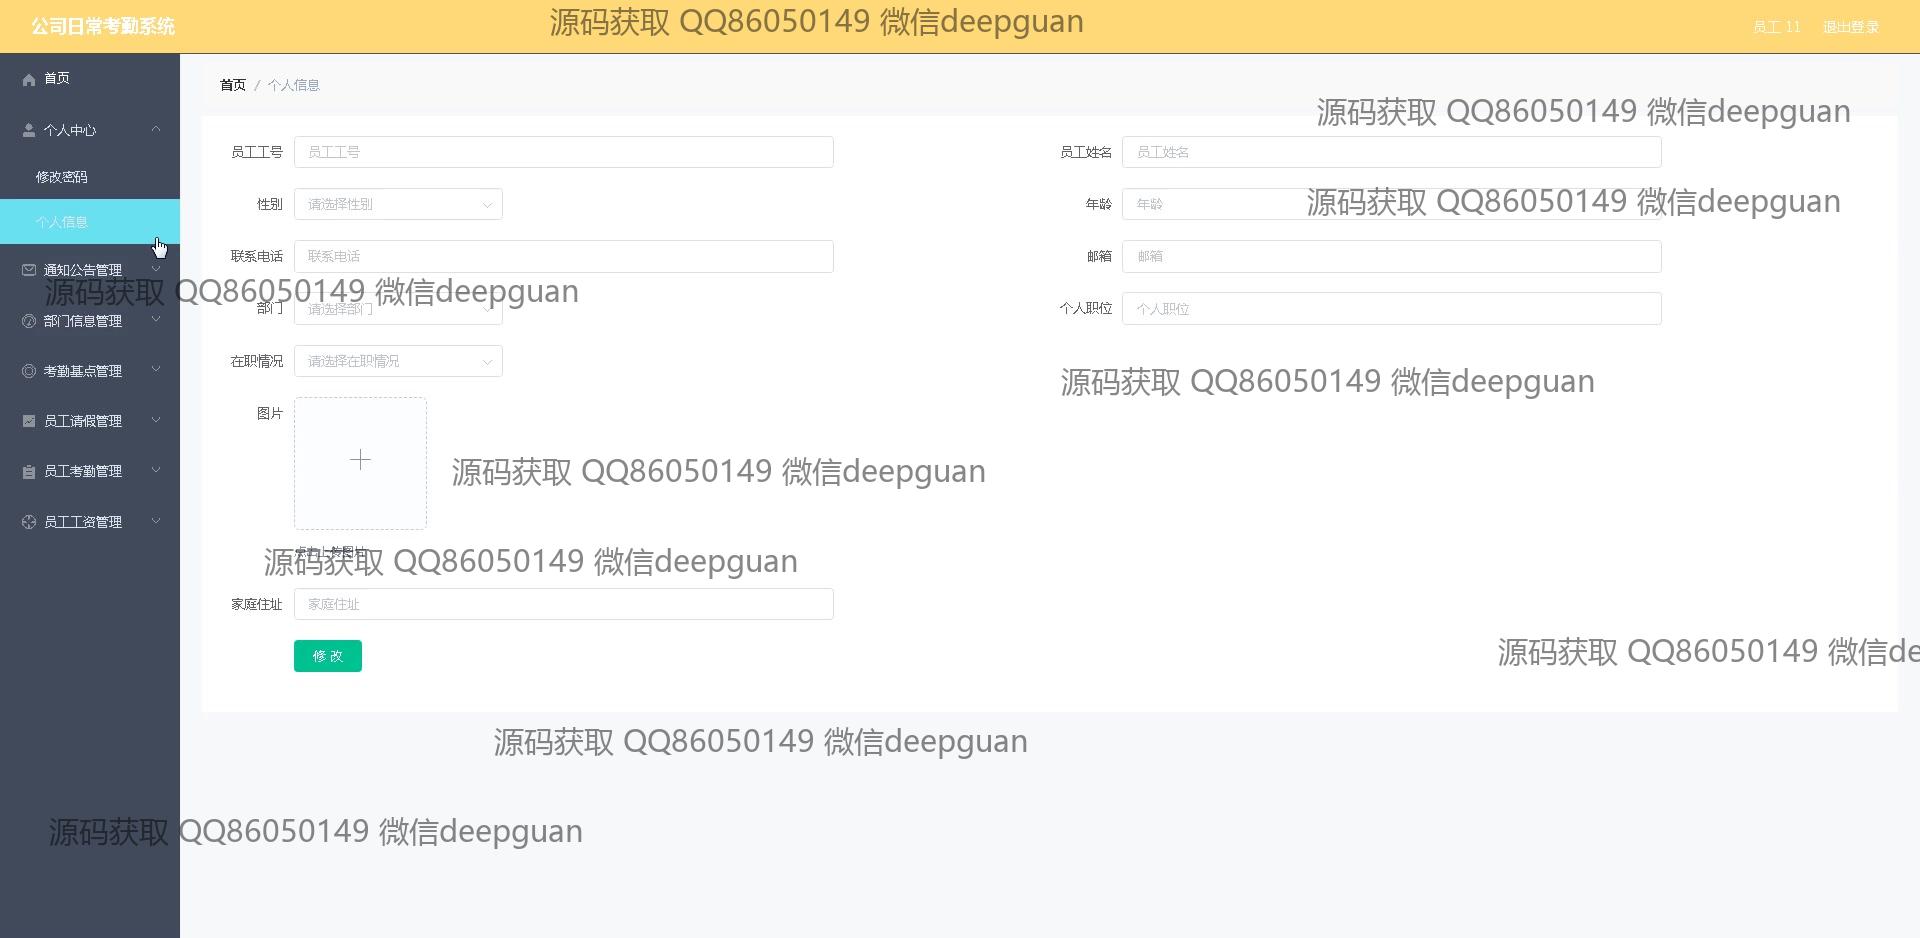 公司日常考勤系统
源码获取 QQ86050149 微信deepguan
员工 11 退出登录
首页
个人中心
修改密码
个人信息
通知公告管理
部门信息管理
考勤基点管理
员工请假管理
员工考勤管理
员工工资管理
首页 / 个人信息
源码获取 QQ86050149 微信deepguan
员工工号 员工工号
员工姓名 员工姓名
性别 请选择性别
年龄 年龄
源码获取 QQ86050149 微信deepguan
联系电话 联系电话
邮箱 邮箱
源码获取 QQ86050149 微信deepguan
部门 请选择部门
个人职位 个人职位
在职情况 请选择在职情况
源码获取 QQ86050149 微信deepguan
图片
源码获取 QQ86050149 微信deepguan
点击上传图片
源码获取 QQ86050149 微信deepguan
家庭住址 家庭住址
修 改
源码获取 QQ86050149 微信de
源码获取 QQ86050149 微信deepguan
源码获取 QQ86050149 微信deepguan